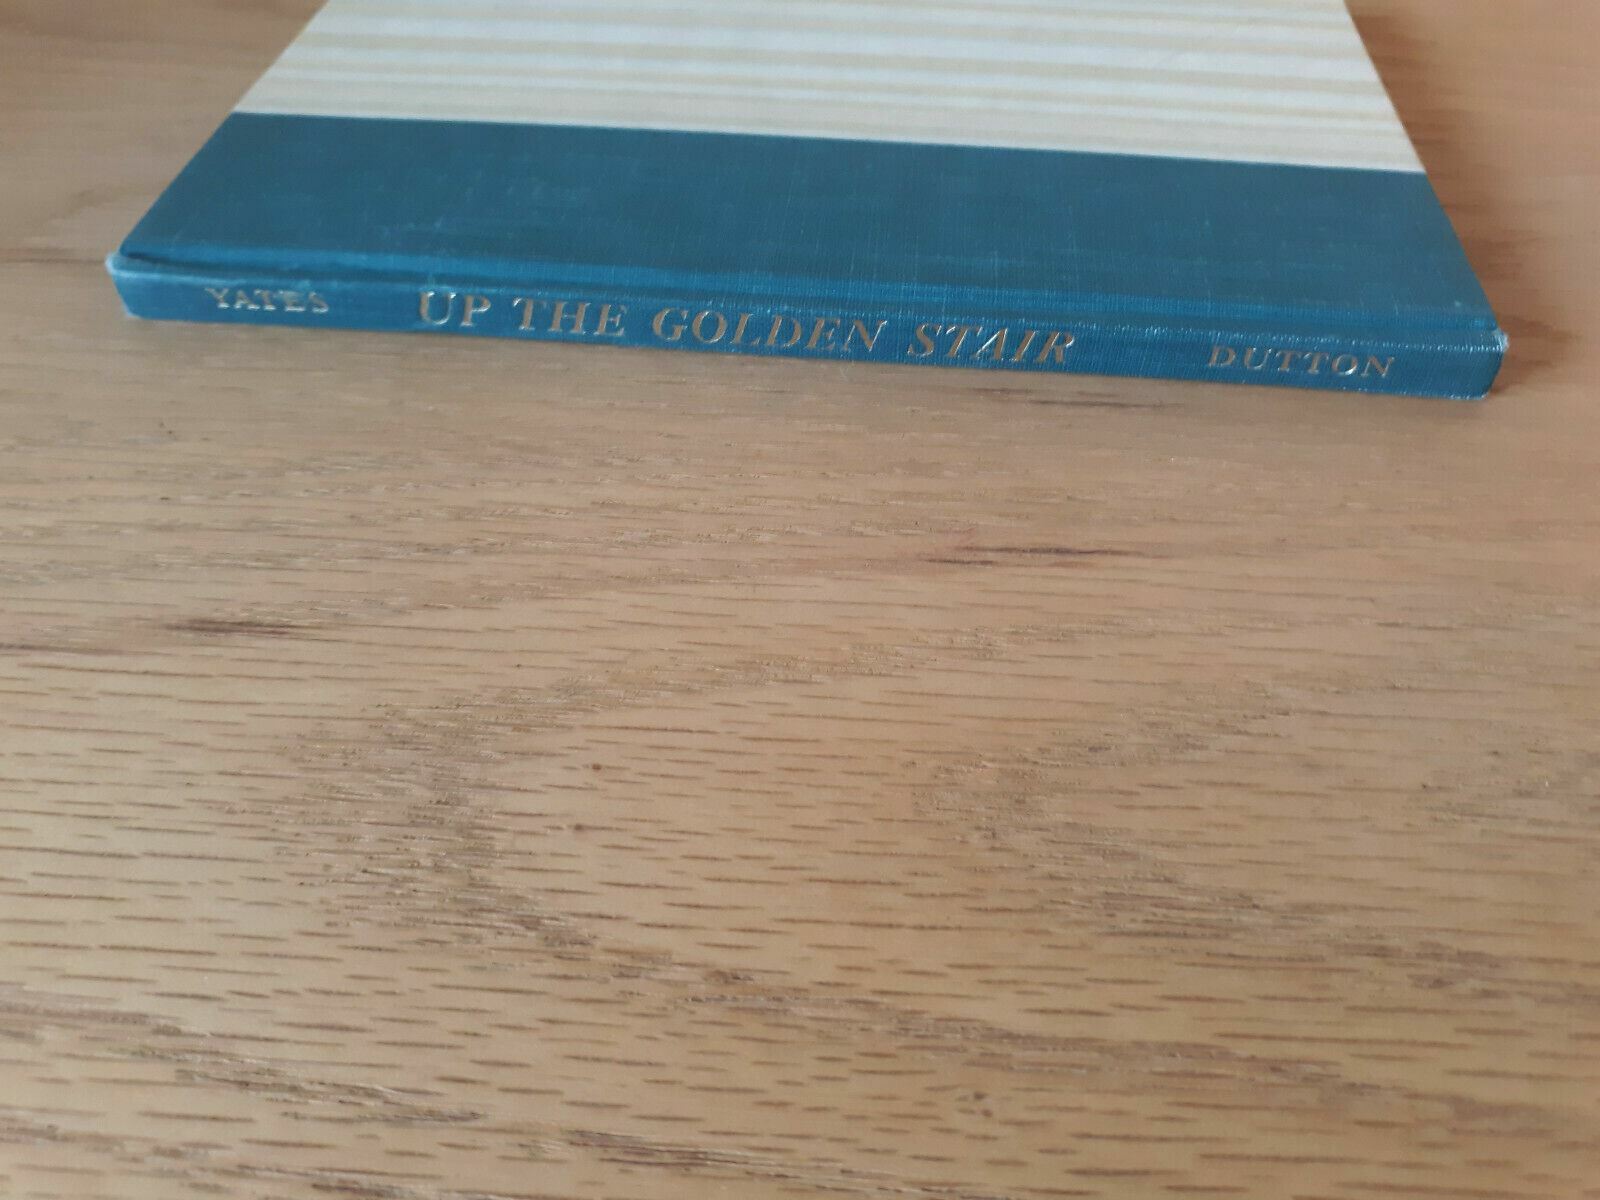 YATES UP THE GOLDEN STAIR DUTTON